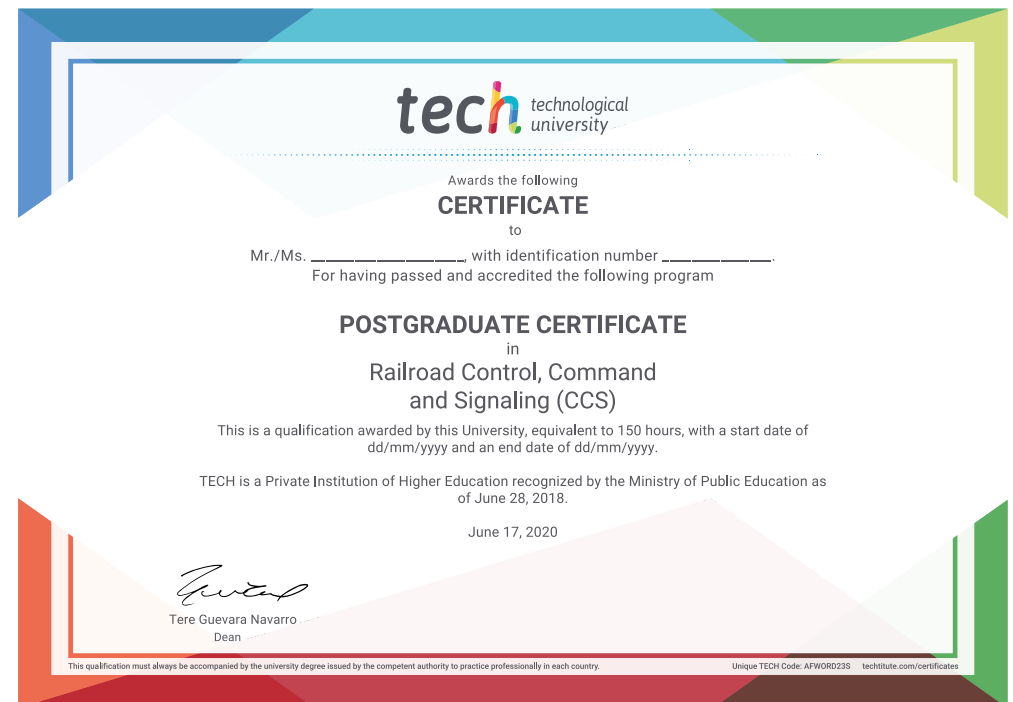 tech technological
university
Awards the following
CERTIFICATE
to
Mr./Ms. ____________________, with identification number ______________.
For having passed and accredited the following program
POSTGRADUATE CERTIFICATE
in
Railroad Control, Command
and Signaling (CCS)
This is a qualification awarded by this University, equivalent to 150 hours, with a start date of
dd/mm/yyyy and an end date of dd/mm/yyyy.
TECH is a Private Institution of Higher Education recognized by the Ministry of Public Education as
of June 28, 2018.
June 17, 2020
Tere Guevara Navarro
Dean
This qualification must always be accompanied by the university degree issued by the competent authority to practice professionally in each country.
Unique TECH Code: AFWORD23S techtitute.com/certificates